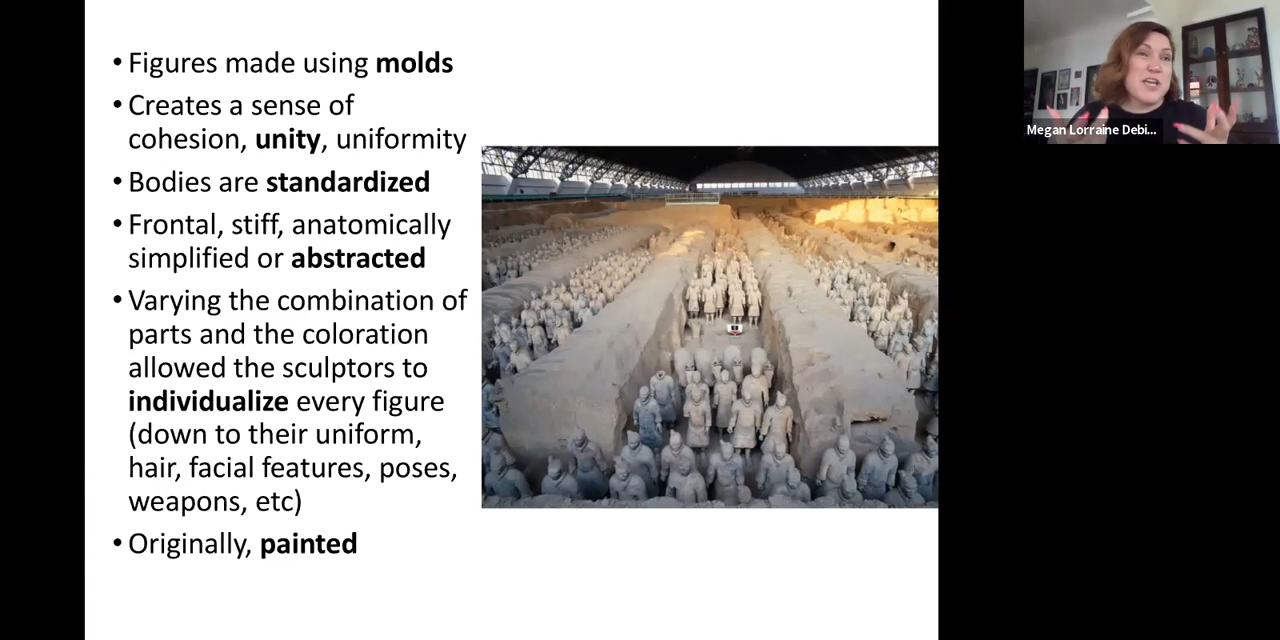 • Figures made using molds
• Creates a sense of
cohesion, unity, uniformity
• Bodies are standardized
• Frontal, stiff, anatomically
simplified or abstracted
• Varying the combination of
parts and the coloration
allowed the sculptors to
individualize every figure
(down to their uniform,
hair, facial features, poses,
weapons, etc)
• Originally, painted
Megan Lorraine Debi...